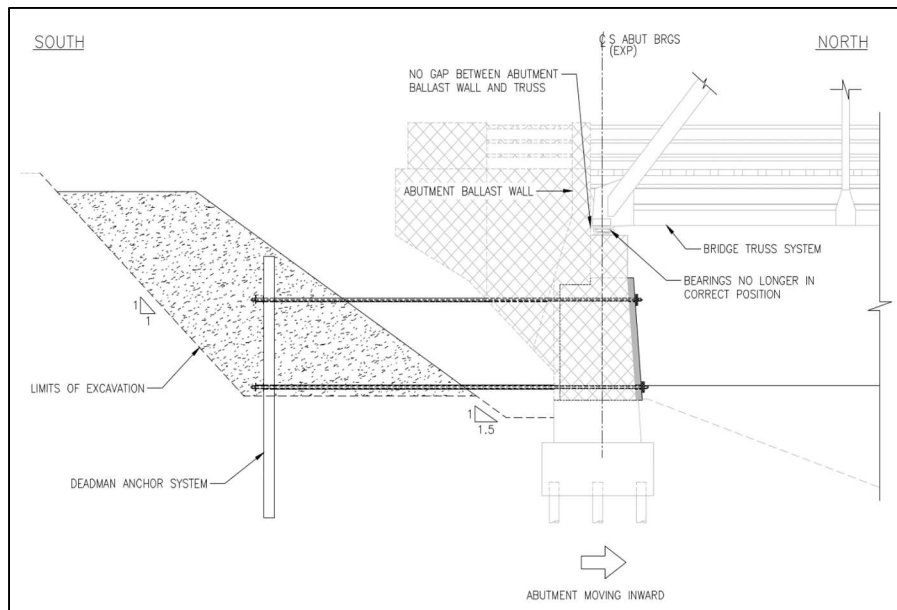 SOUTH
℄ S ABUT BRGS
(EXP)
NORTH
NO GAP BETWEEN ABUTMENT
BALLAST WALL AND TRUSS
ABUTMENT BALLAST WALL
BRIDGE TRUSS SYSTEM
BEARINGS NO LONGER IN
CORRECT POSITION
1
1
LIMITS OF EXCAVATION
1
1.5
DEADMAN ANCHOR SYSTEM
ABUTMENT MOVING INWARD